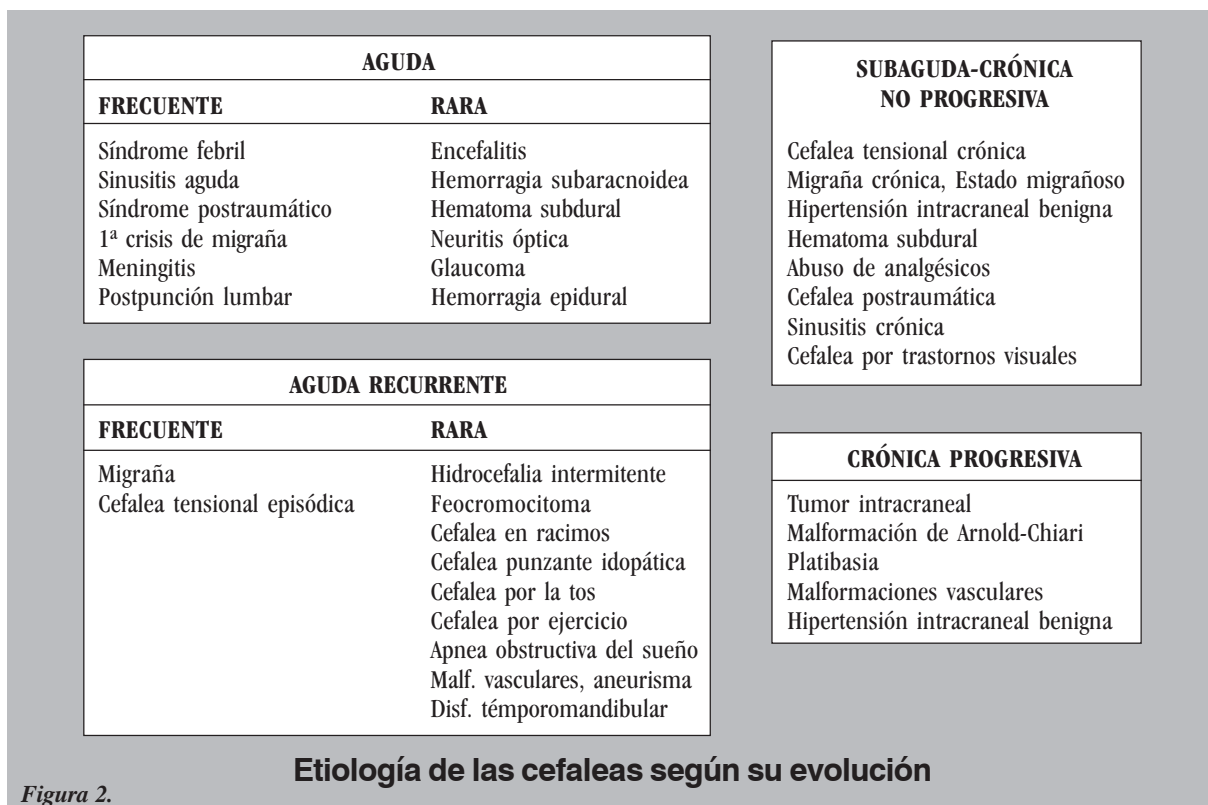 AGUDA
FRECUENTE RARA
Síndrome febril Encefalitis
Sinusitis aguda Hemorragia subaracnoidea
Síndrome postraumático Hematoma subdural
1ª crisis de migraña Neuritis óptica
Meningitis Glaucoma
Postpunción lumbar Hemorragia epidural
AGUDA RECURRENTE
FRECUENTE RARA
Migraña Hidrocefalia intermitente
Cefalea tensional episódica Feocromocitoma
Cefalea en racimos
Cefalea punzante idopática
Cefalea por la tos
Cefalea por ejercicio
Apnea obstructiva del sueño
Malf. vasculares, aneurisma
Disf. témporomandibular
SUBAGUDA-CRÓNICA
NO PROGRESIVA
Cefalea tensional crónica
Migraña crónica, Estado migrañoso
Hipertensión intracraneal benigna
Hematoma subdural
Abuso de analgésicos
Cefalea postraumática
Sinusitis crónica
Cefalea por trastornos visuales
CRÓNICA PROGRESIVA
Tumor intracraneal
Malformación de Arnold-Chiari
Platibasia
Malformaciones vasculares
Hipertensión intracraneal benigna
Etiología de las cefaleas según su evolución
Figura 2.